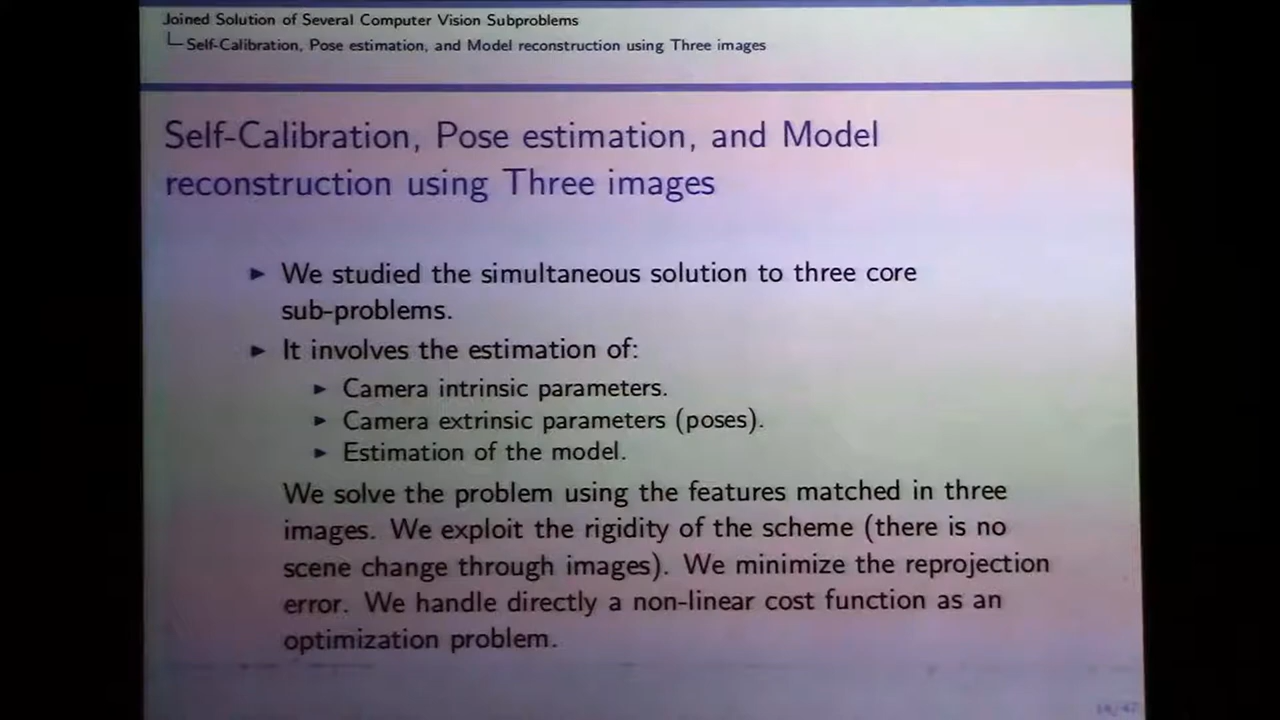 Joined Solution of Several Computer Vision Subproblems
Self-Calibration, Pose estimation, and Model reconstruction using Three images
Self-Calibration, Pose estimation, and Model
reconstruction using Three images
► We studied the simultaneous solution to three core
sub-problems.
► It involves the estimation of:
► Camera intrinsic parameters.
► Camera extrinsic parameters (poses).
► Estimation of the model.
We solve the problem using the features matched in three
images. We exploit the rigidity of the scheme (there is no
scene change through images). We minimize the reprojection
error. We handle directly a non-linear cost function as an
optimization problem.